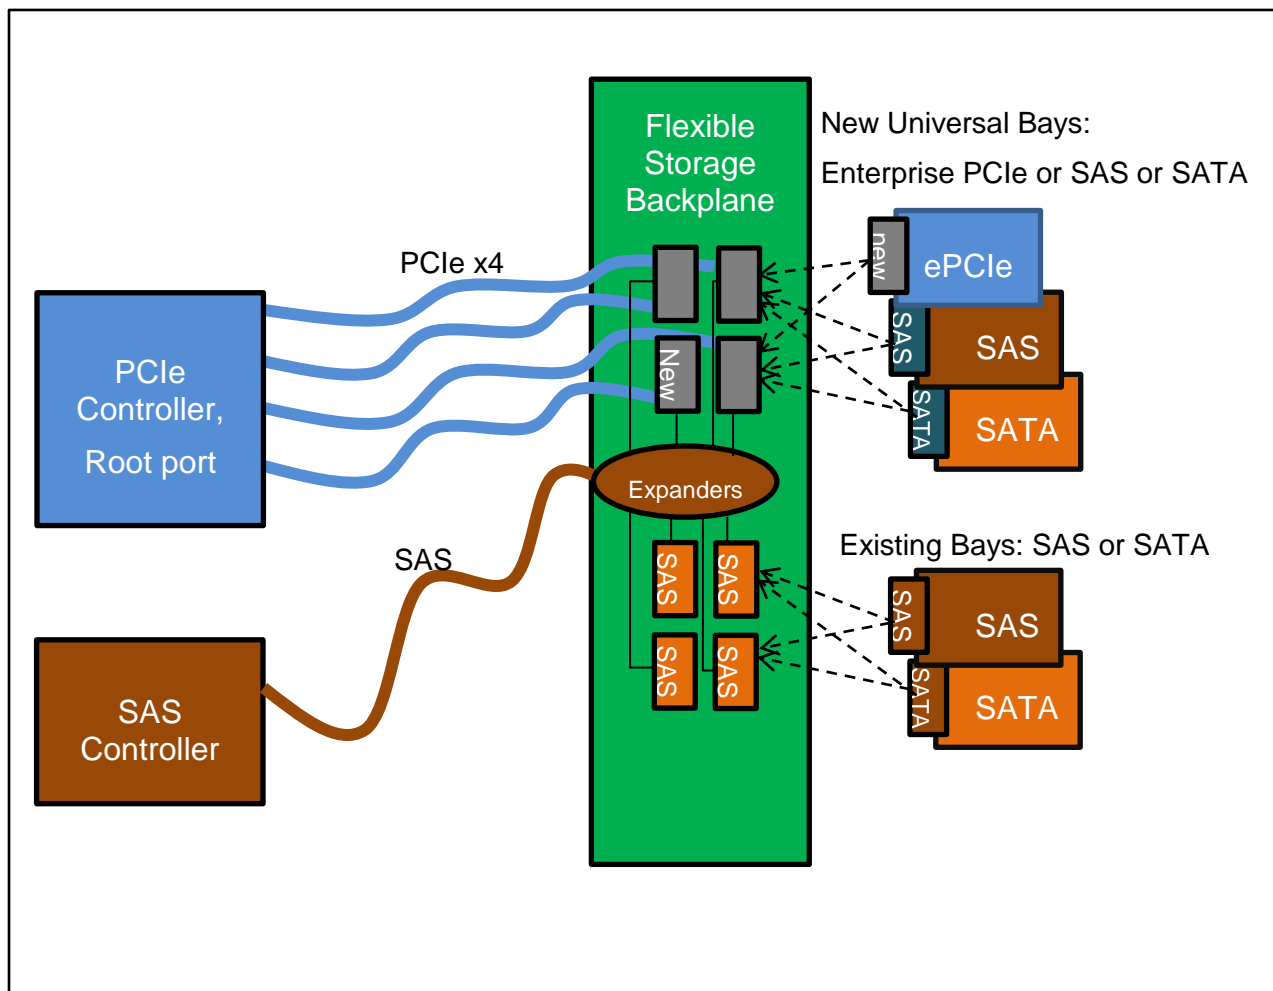 Flexible
Storage
Backplane
New Universal Bays:
Enterprise PCIe or SAS or SATA
PCIe x4
new
ePCIe
SAS
SAS
SATA
SATA
New
PCIe
Controller,
Root port
Expanders
SAS
Existing Bays: SAS or SATA
SAS
SAS
SAS
SAS
SAS
SAS
SATA
SATA
SAS
Controller